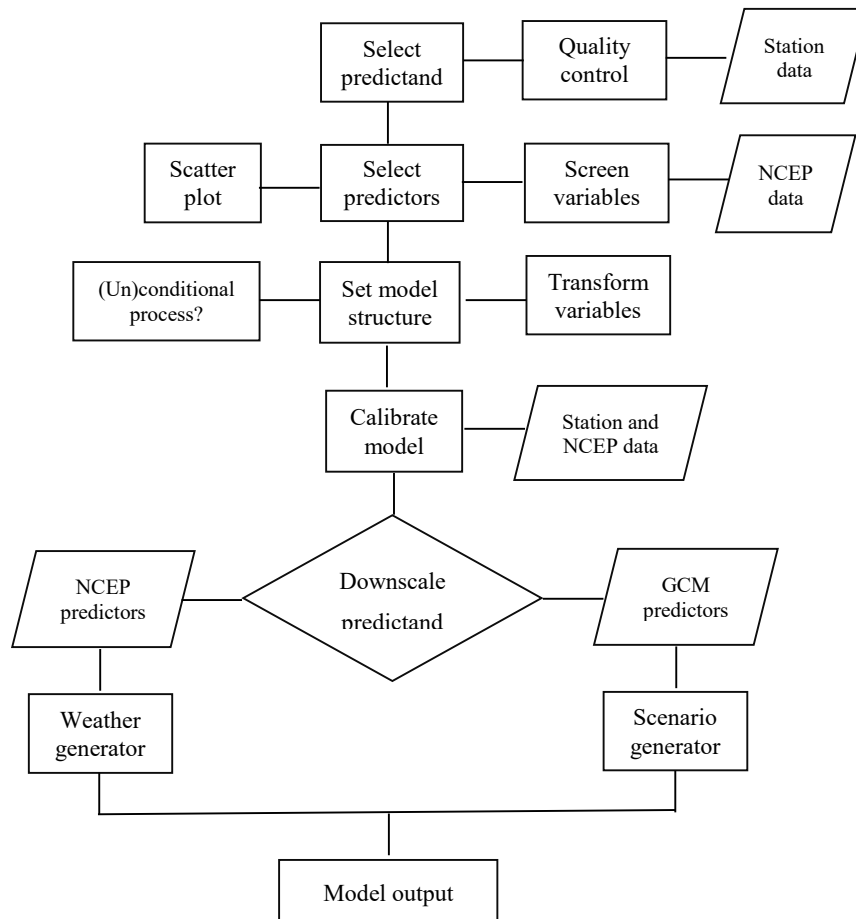 Select
predictand
Quality
control
Station
data
Scatter
plot
Select
predictors
Screen
variables
NCEP
data
(Un)conditional
process?
Set model
structure
Transform
variables
Calibrate
model
Station and
NCEP data
NCEP
predictors
Downscale
predictand
GCM
predictors
Weather
generator
Scenario
generator
Model output